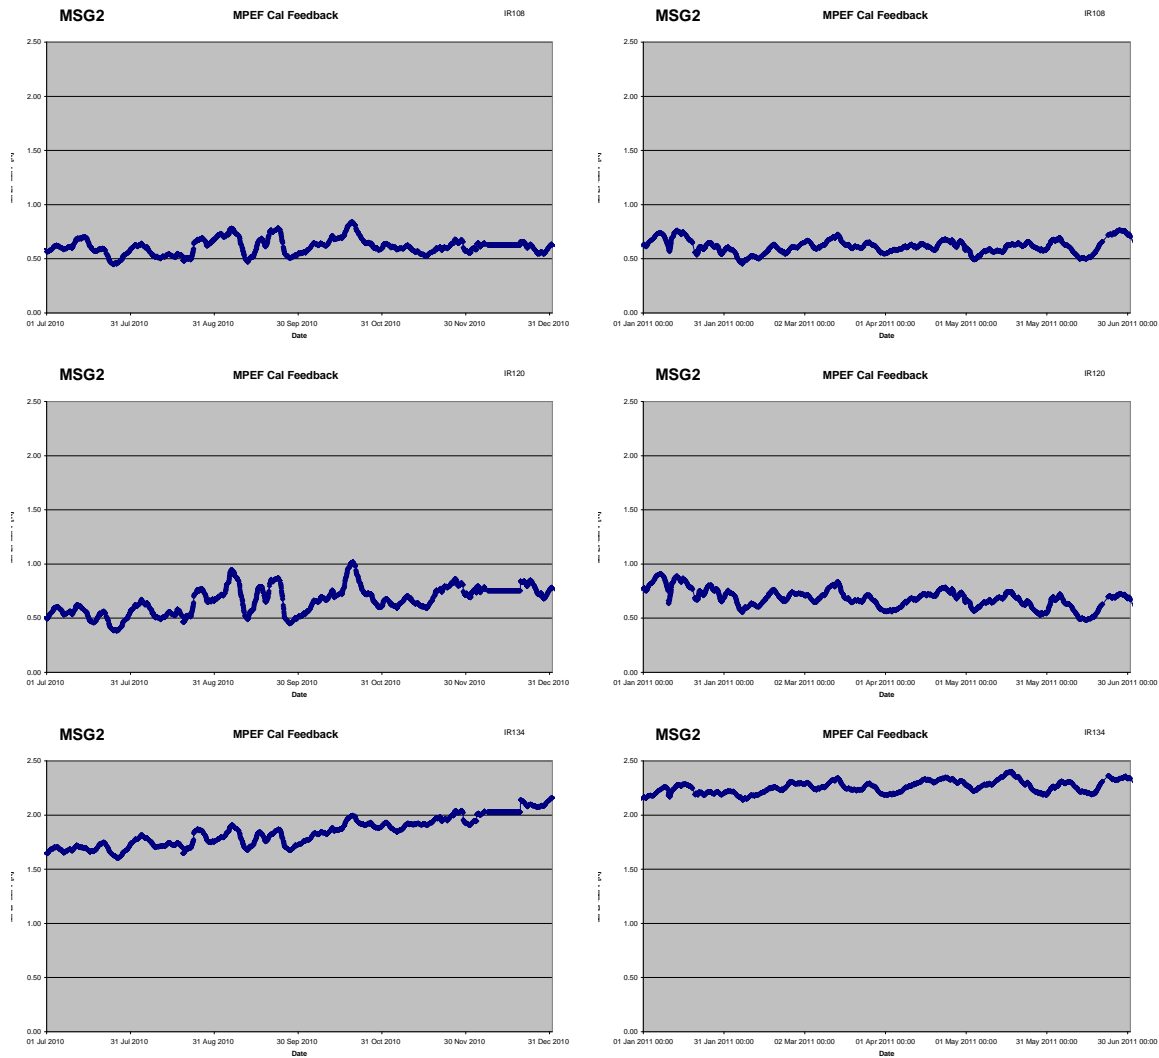 MSG2 MPEF Cal Feedback IR108
2.50
2.00
1.50
1.00
0.50
0.00
01 Jul 2010 31 Jul 2010 31 Aug 2010 30 Sep 2010 31 Oct 2010 30 Nov 2010 31 Dec 2010
Date
MSG2 MPEF Cal Feedback IR108
2.50
2.00
1.50
1.00
0.50
0.00
01 Jan 2011 00:00 31 Jan 2011 00:00 02 Mar 2011 00:00 01 Apr 2011 00:00 01 May 2011 00:00 31 May 2011 00:00 30 Jun 2011 00:00
Date
MSG2 MPEF Cal Feedback IR120
2.50
2.00
1.50
1.00
0.50
0.00
01 Jul 2010 31 Jul 2010 31 Aug 2010 30 Sep 2010 31 Oct 2010 30 Nov 2010 31 Dec 2010
Date
MSG2 MPEF Cal Feedback IR120
2.50
2.00
1.50
1.00
0.50
0.00
01 Jan 2011 00:00 31 Jan 2011 00:00 02 Mar 2011 00:00 01 Apr 2011 00:00 01 May 2011 00:00 31 May 2011 00:00 30 Jun 2011 00:00
Date
MSG2 MPEF Cal Feedback IR134
2.50
2.00
1.50
1.00
0.50
0.00
01 Jul 2010 31 Jul 2010 31 Aug 2010 30 Sep 2010 31 Oct 2010 30 Nov 2010 31 Dec 2010
Date
MSG2 MPEF Cal Feedback IR134
2.50
2.00
1.50
1.00
0.50
0.00
01 Jan 2011 00:00 31 Jan 2011 00:00 02 Mar 2011 00:00 01 Apr 2011 00:00 01 May 2011 00:00 31 May 2011 00:00 30 Jun 2011 00:00
Date